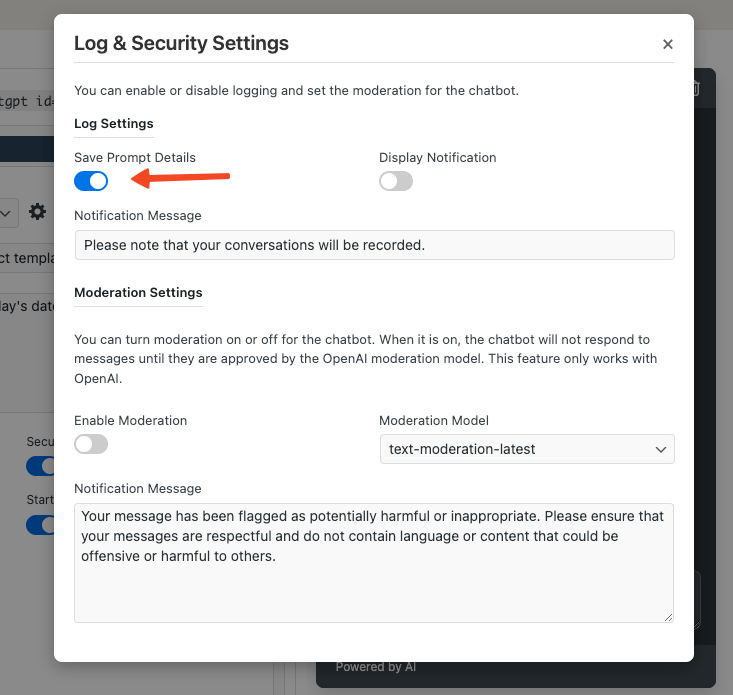 Log & Security Settings
You can enable or disable logging and set the moderation for the chatbot.
Log Settings
Save Prompt Details
Display Notification
Notification Message
Please note that your conversations will be recorded.
Moderation Settings
You can turn moderation on or off for the chatbot. When it is on, the chatbot will not respond to
messages until they are approved by the OpenAI moderation model. This feature only works with
OpenAI.
Enable Moderation
Moderation Model
text-moderation-latest
Notification Message
Your message has been flagged as potentially harmful or inappropriate. Please ensure that
your messages are respectful and do not contain language or content that could be
offensive or harmful to others.
tgpt id=
ct templa
ay's date
Secu
Start
Powered by AI